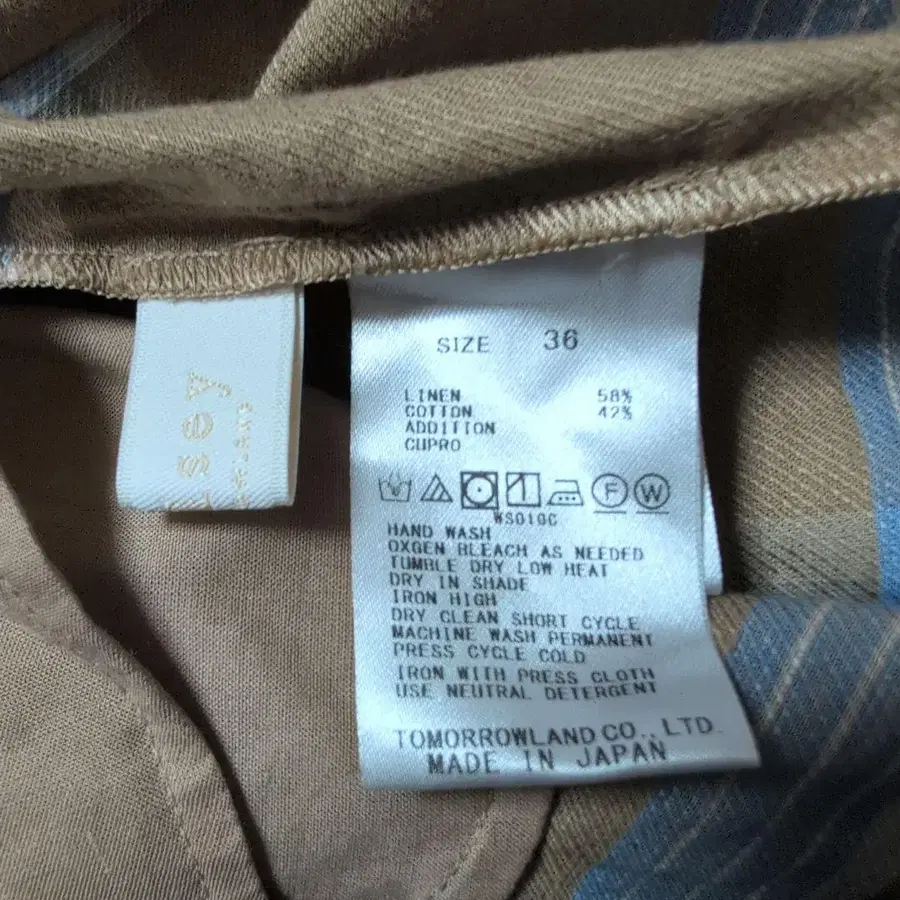 SIZE 36
LINEN 58%
COTTON 42%
ADDITION
CUPRO
F W
WS010C
HAND WASH
OXGEN BLEACH AS NEEDED
TUMBLE DRY LOW HEAT
DRY IN SHADE
IRON HIGH
DRY CLEAN SHORT CYCLE
MACHINE WASH PERMANENT
PRESS CYCLE COLD
IRON WITH PRESS CLOTH
USE NEUTRAL DETERGENT
TOMORROWLAND CO., LTD.
MADE IN JAPAN
sey